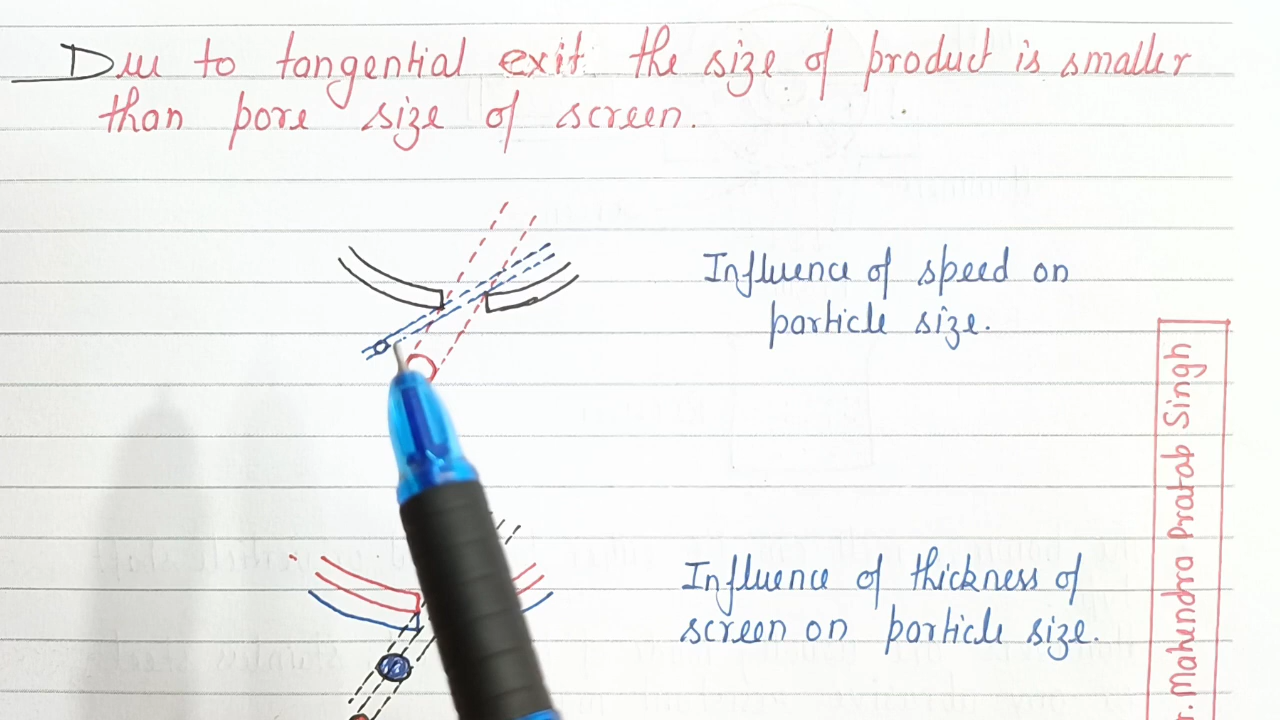 Due to tangential exit the size of product is smaller
than pore size of screen.
Influence of speed on
particle size.
Influence of thickness of
screen on particle size.
r. Mahendra Pratap Singh